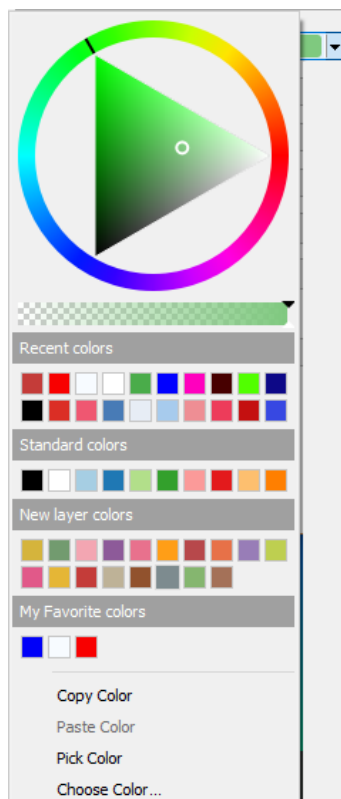 Recent colors
Standard colors
New layer colors
My Favorite colors
Copy Color
Paste Color
Pick Color
Choose Color...